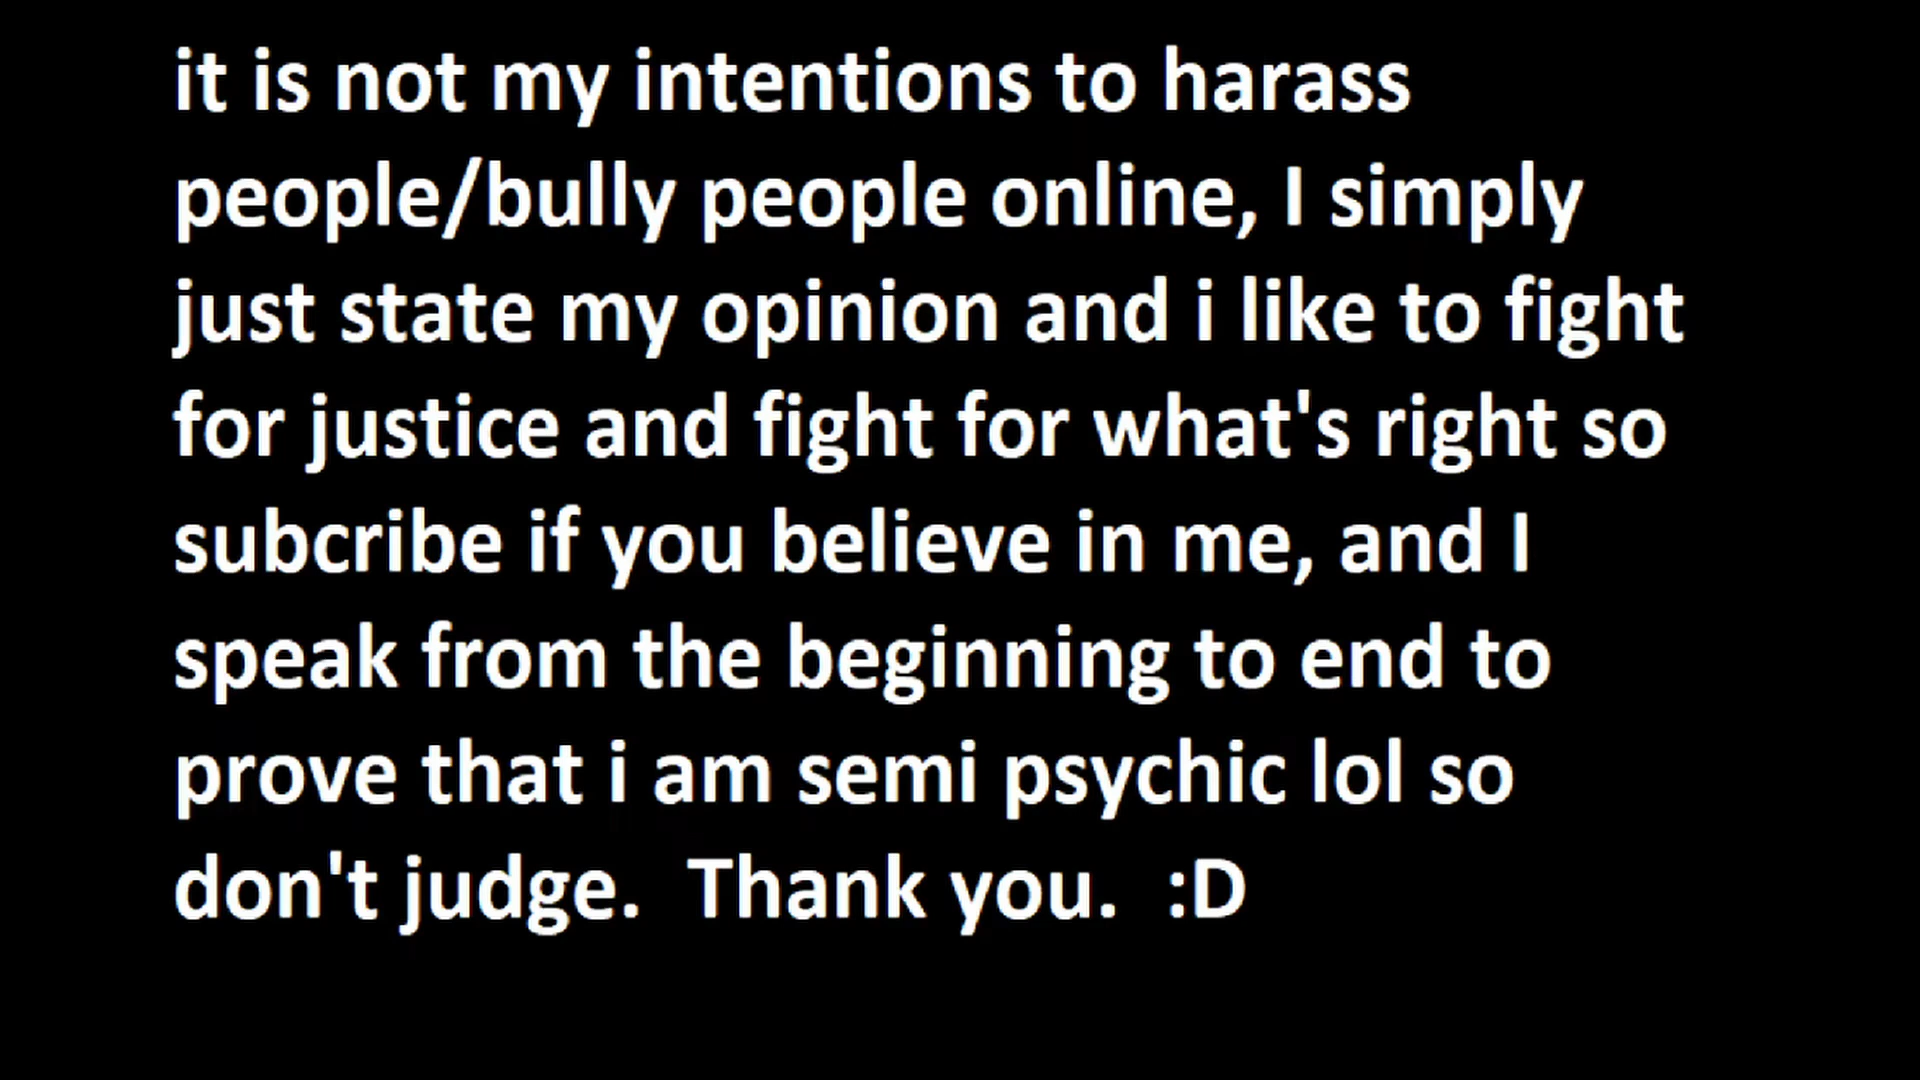 it is not my intentions to harass
people/bully people online, I simply
just state my opinion and i like to fight
for justice and fight for what's right so
subcribe if you believe in me, and I
speak from the beginning to end to
prove that i am semi psychic lol so
don't judge.  Thank you.  :D